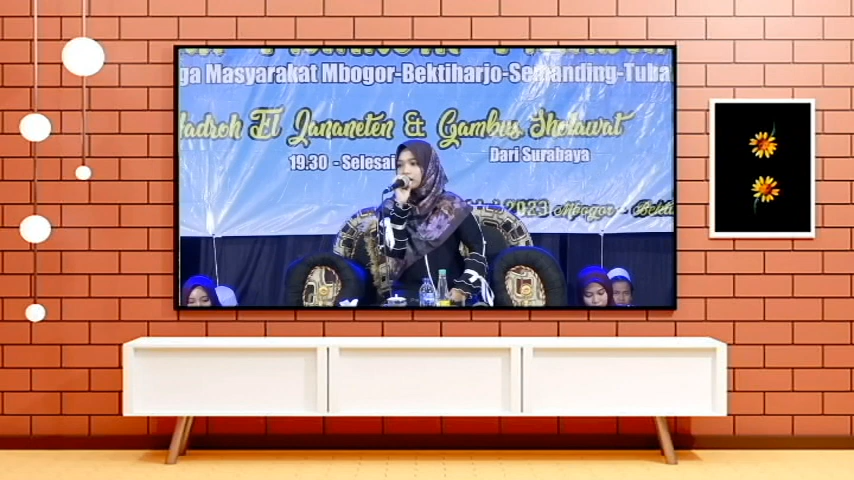 ga Masyarakat Mbogor-Bektiharjo-Semanding-Tuba
Hadroh El Jananeten & Gambus Sholawat
19.30 - Selesai
Dari Surabaya
2023 Mbogor - Bekti